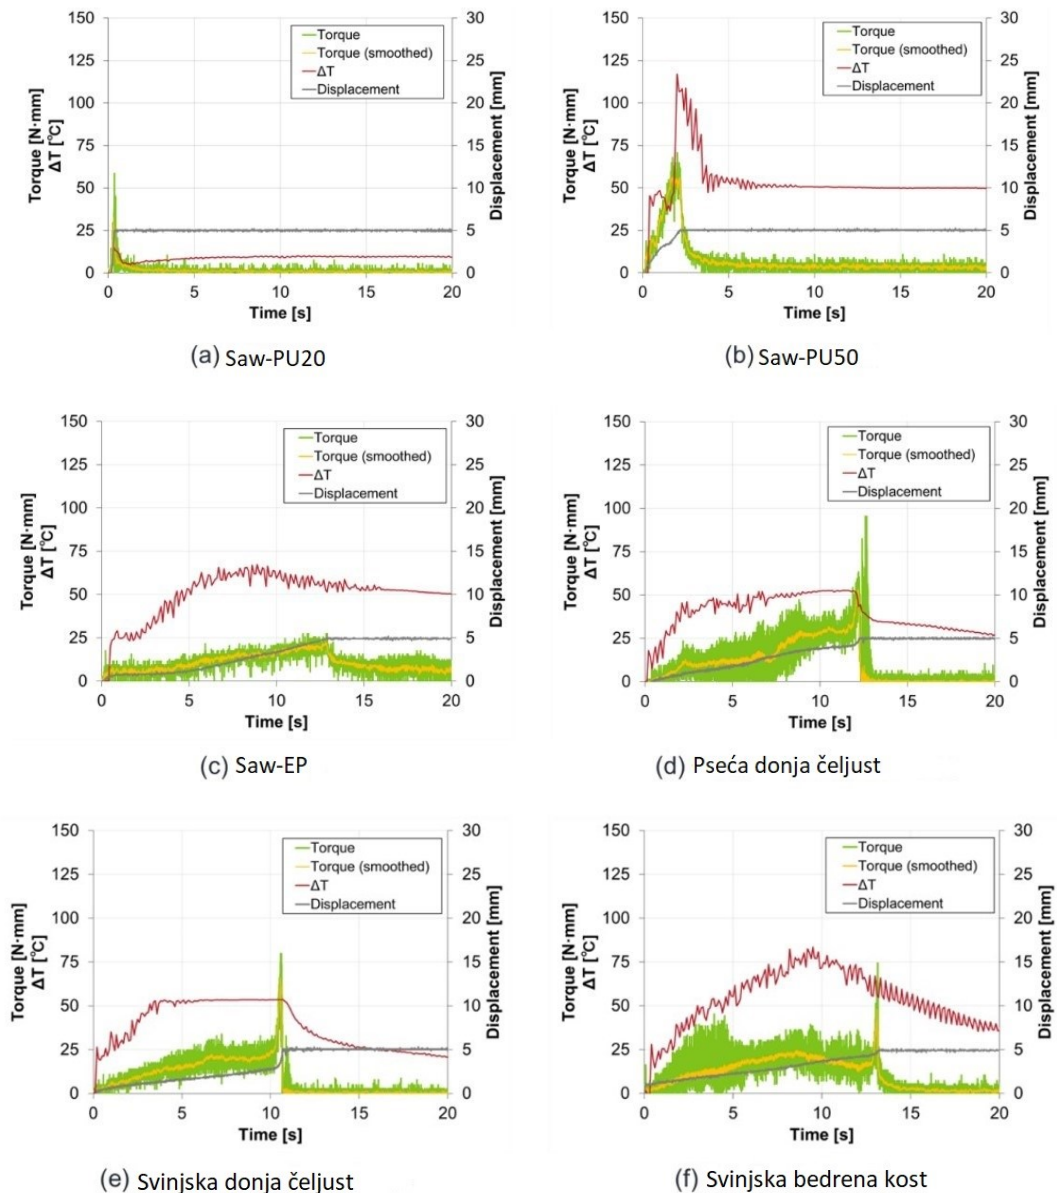 150
125
100
75
50
25
0
Torque [N·mm]
ΔT [℃]
30
25
20
15
10
5
0
Displacement [mm]
Torque
Torque (smoothed)
ΔT
Displacement
0 5 10 15 20
Time [s]
(a) Saw-PU20
150
125
100
75
50
25
0
Torque [N·mm]
ΔT [℃]
30
25
20
15
10
5
0
Displacement [mm]
Torque
Torque (smoothed)
ΔT
Displacement
0 5 10 15 20
Time [s]
(b) Saw-PU50
150
125
100
75
50
25
0
Torque [N·mm]
ΔT [℃]
30
25
20
15
10
5
0
Displacement [mm]
Torque
Torque (smoothed)
ΔT
Displacement
0 5 10 15 20
Time [s]
(c) Saw-EP
150
125
100
75
50
25
0
Torque [N·mm]
ΔT [℃]
30
25
20
15
10
5
0
Displacement [mm]
Torque
Torque (smoothed)
ΔT
Displacement
0 5 10 15 20
Time [s]
(d) Pseća donja čeljust
150
125
100
75
50
25
0
Torque [N·mm]
ΔT [℃]
30
25
20
15
10
5
0
Displacement [mm]
Torque
Torque (smoothed)
ΔT
Displacement
0 5 10 15 20
Time [s]
(e) Svinjska donja čeljust
150
125
100
75
50
25
0
Torque [N·mm]
ΔT [℃]
30
25
20
15
10
5
0
Displacement [mm]
Torque
Torque (smoothed)
ΔT
Displacement
0 5 10 15 20
Time [s]
(f) Svinjska bedrena kost